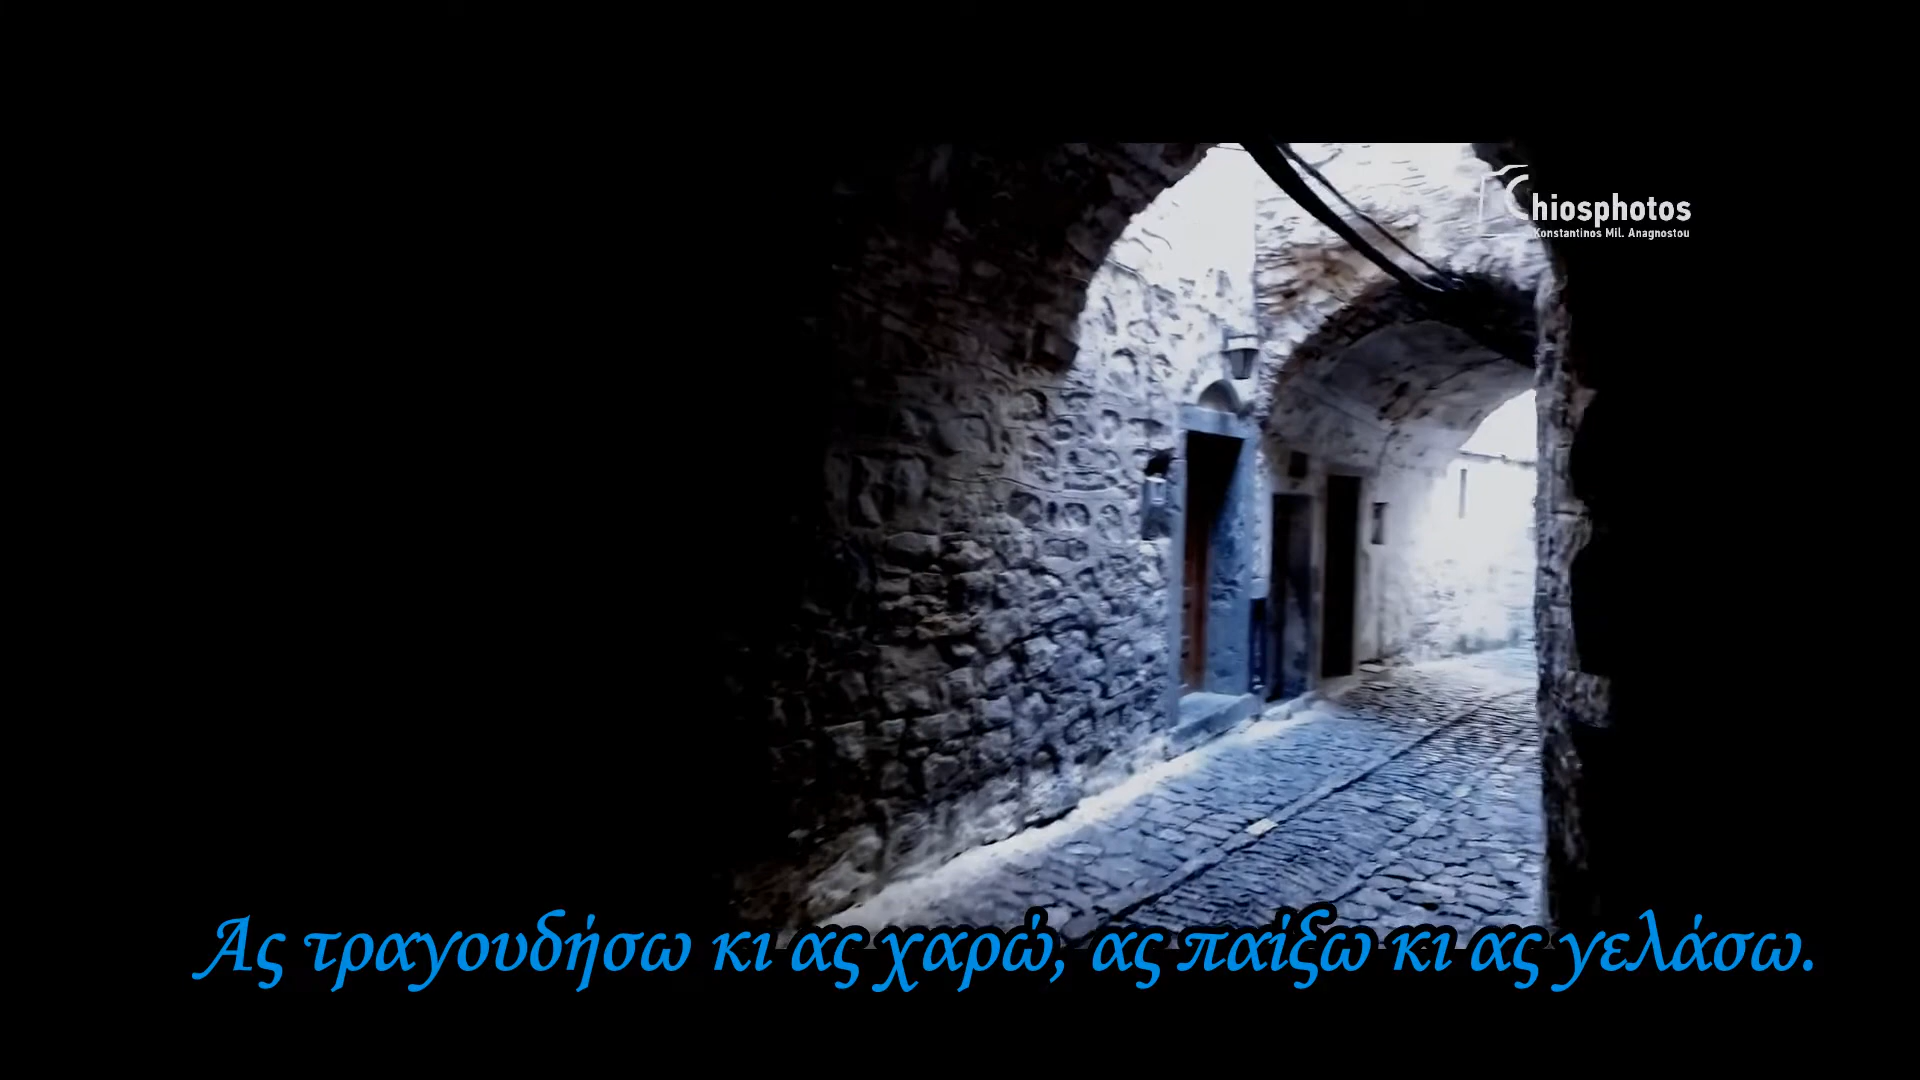 Chiosphotos
Konstantinos Mil. Anagnostou
Ας τραγουδήσω κι ας χαρώ, ας παίξω κι ας γελάσω.